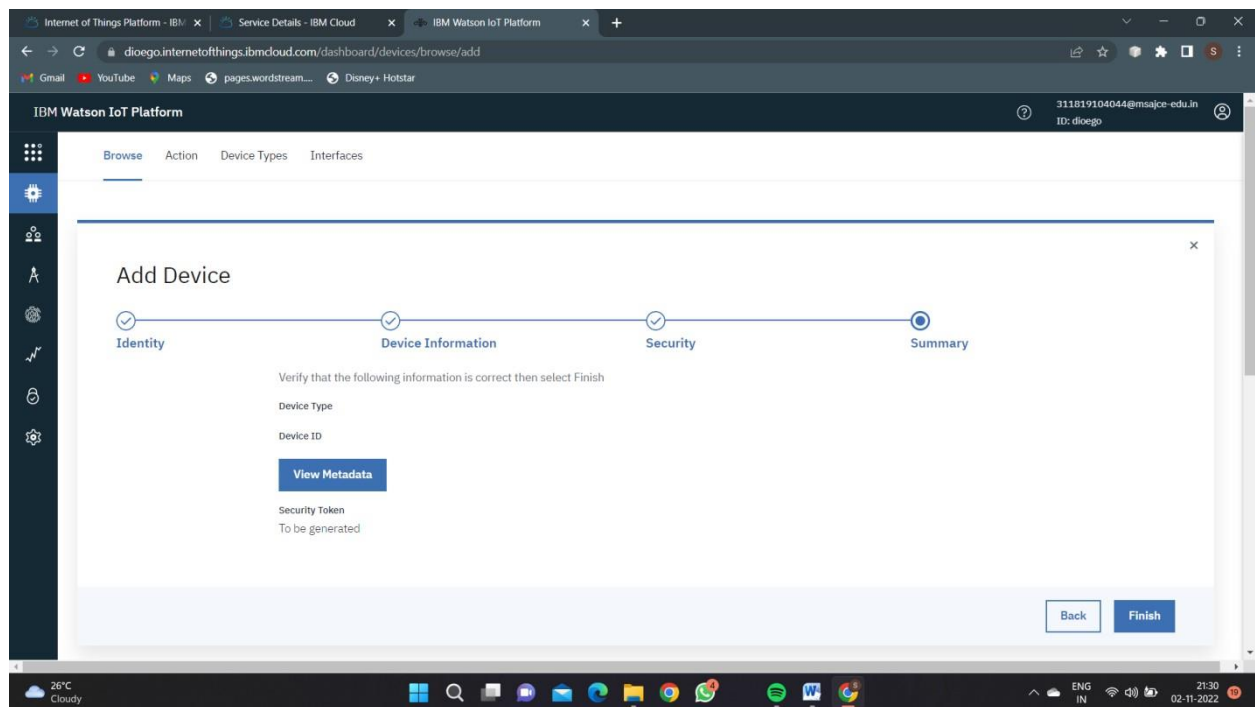 Internet of Things Platform - IBM
Service Details - IBM Cloud
IBM Watson IoT Platform
dioego.internetofthings.ibmcloud.com/dashboard/devices/browse/add
S
Gmail YouTube Maps pages.wordstream.... Disney+ Hotstar
IBM Watson IoT Platform
311819104044@msajce-edu.in
ID: dioego
Browse Action Device Types Interfaces
Add Device
Identity Device Information Security Summary
Verify that the following information is correct then select Finish
Device Type
Device ID
View Metadata
Security Token
To be generated
Back Finish
26°C
Cloudy
4
W
S
ENG
IN
21:30
02-11-2022
19